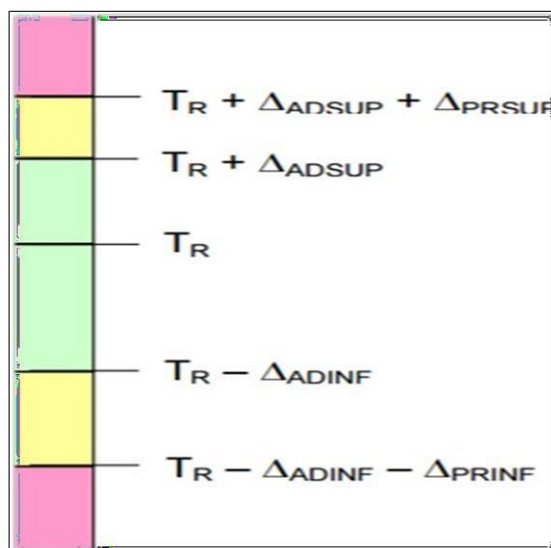 TR + ΔADSUP + ΔPRSUP
TR + ΔADSUP
TR
TR − ΔADINF
TR − ΔADINF − ΔPRINF